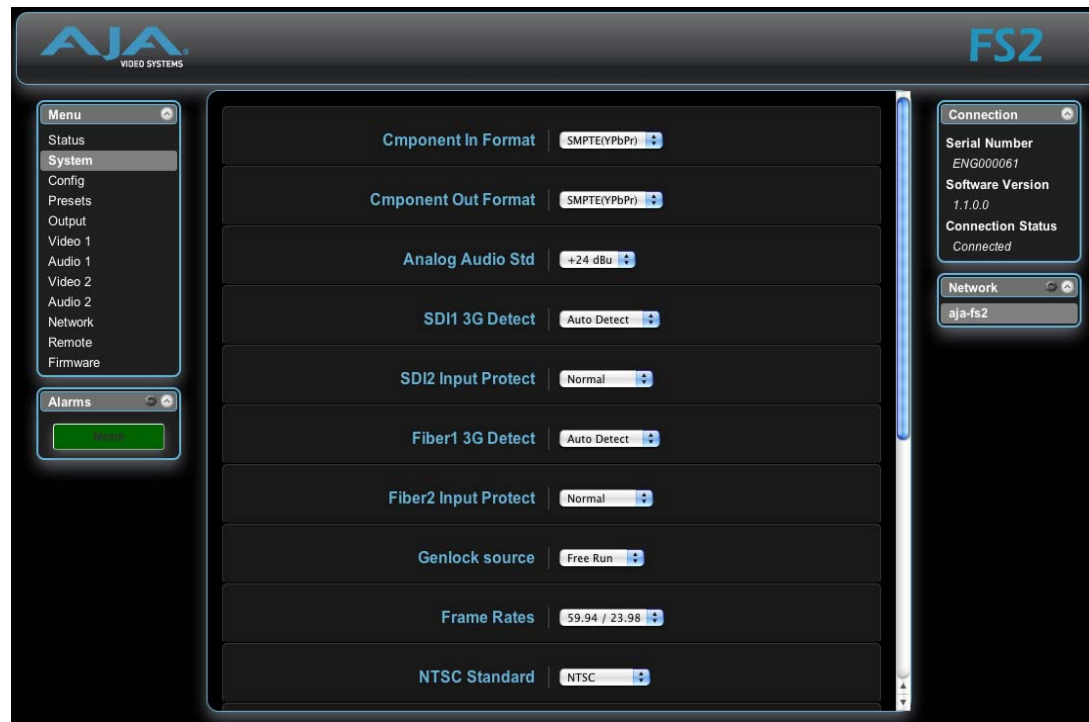 AJA
VIDEO SYSTEMS
FS2
Menu
Status
System
Config
Presets
Output
Video 1
Audio 1
Video 2
Audio 2
Network
Remote
Firmware
Alarms
None
Cmponent In Format SMPTE(YPbPr)
Cmponent Out Format SMPTE(YPbPr)
Analog Audio Std +24 dBu
SDI1 3G Detect Auto Detect
SDI2 Input Protect Normal
Fiber1 3G Detect Auto Detect
Fiber2 Input Protect Normal
Genlock source Free Run
Frame Rates 59.94 / 23.98
NTSC Standard NTSC
Connection
Serial Number
ENG000061
Software Version
1.1.0.0
Connection Status
Connected
Network
aja-fs2